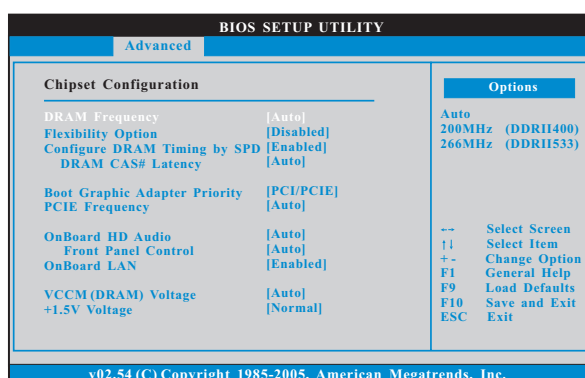 BIOS SETUP UTILITY
Advanced
Chipset Configuration
DRAM Frequency [Auto]
Flexibility Option [Disabled]
Configure DRAM Timing by SPD [Enabled]
DRAM CAS# Latency [Auto]
Boot Graphic Adapter Priority [PCI/PCIE]
PCIE Frequency [Auto]
OnBoard HD Audio [Auto]
Front Panel Control [Auto]
OnBoard LAN [Enabled]
VCCM (DRAM) Voltage [Auto]
+1.5V Voltage [Normal]
Options
Auto
200MHz (DDRII400)
266MHz (DDRII533)
←→ Select Screen
↑↓ Select Item
+ - Change Option
F1 General Help
F9 Load Defaults
F10 Save and Exit
ESC Exit
v02.54 (C) Copyright 1985-2005, American Megatrends, Inc.